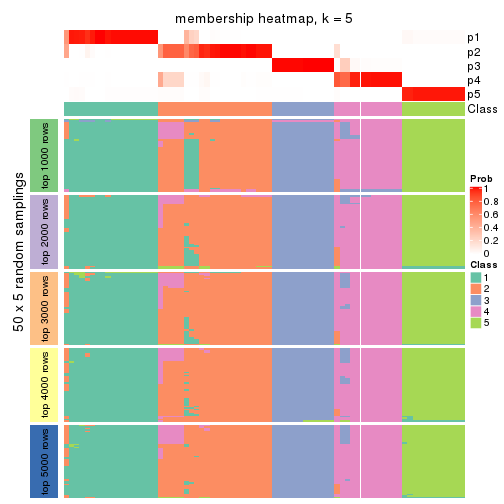 membership heatmap, k = 5
p1
p2
p3
p4
p5
Class
50 x 5 random samplings
top 1000 rows
top 2000 rows
top 3000 rows
top 4000 rows
top 5000 rows
Prob
1
0.8
0.6
0.4
0.2
0
Class
1
2
3
4
5